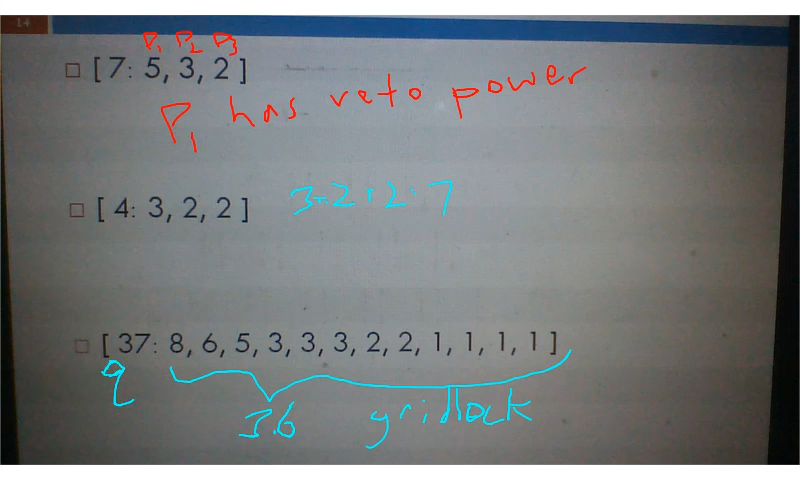 14
P1 P2 P3
[ 7: 5, 3, 2 ]
P1 has veto power
[ 4: 3, 2, 2 ] 3+2+2=7
[ 37: 8, 6, 5, 3, 3, 3, 2, 2, 1, 1, 1, 1 ]
q
36 gridlock